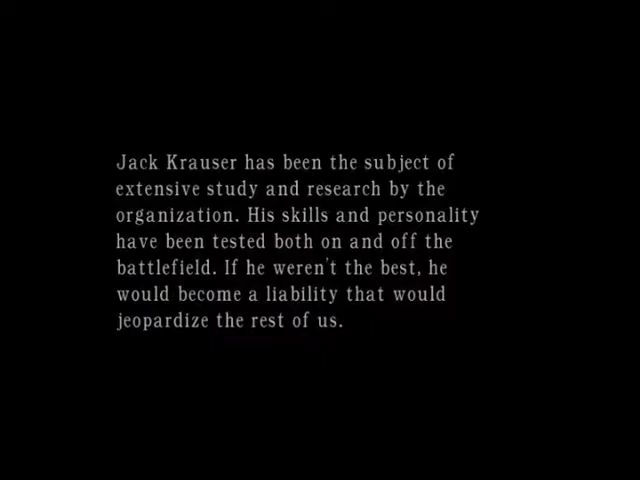 Jack Krauser has been the subject of
extensive study and research by the
organization. His skills and personality
have been tested both on and off the
battlefield. If he weren't the best, he
would become a liability that would
jeopardize the rest of us.